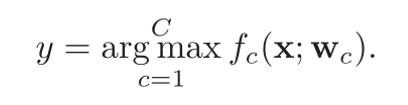 y = arg max_{c=1}^{C} f_c(x; w_c).